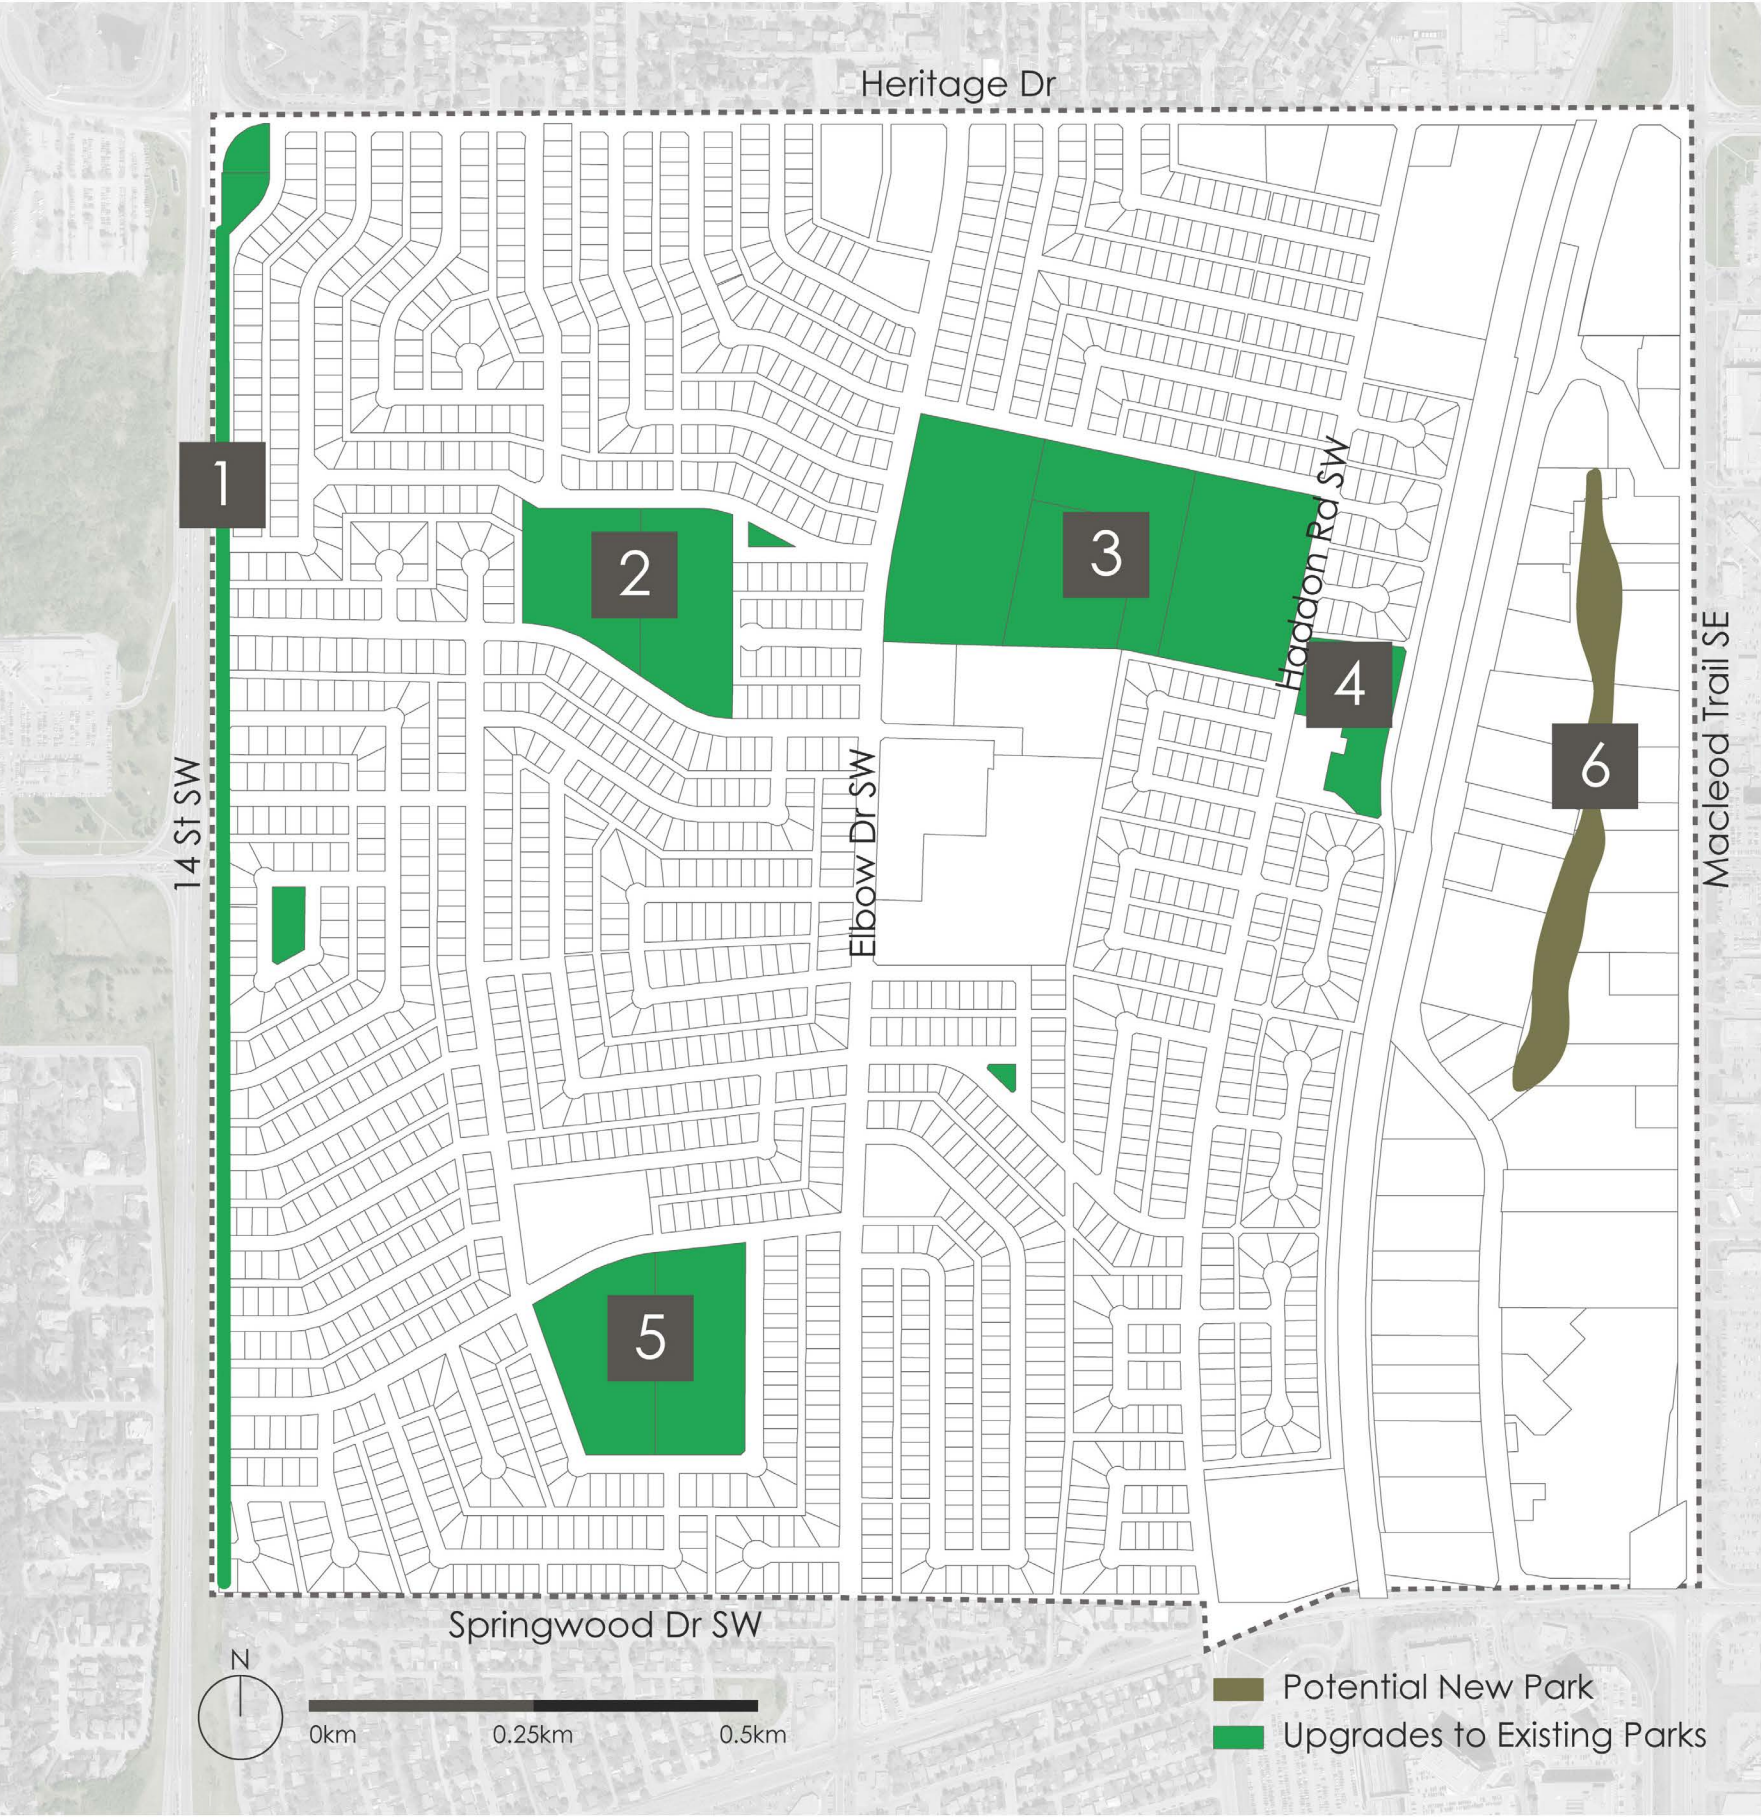 Heritage Dr
1
2
3
Haddon Rd SW
4
Macleod Trail SE
6
14 St SW
Elbow Dr SW
5
Springwood Dr SW
N
0km 0.25km 0.5km
Potential New Park
Upgrades to Existing Parks